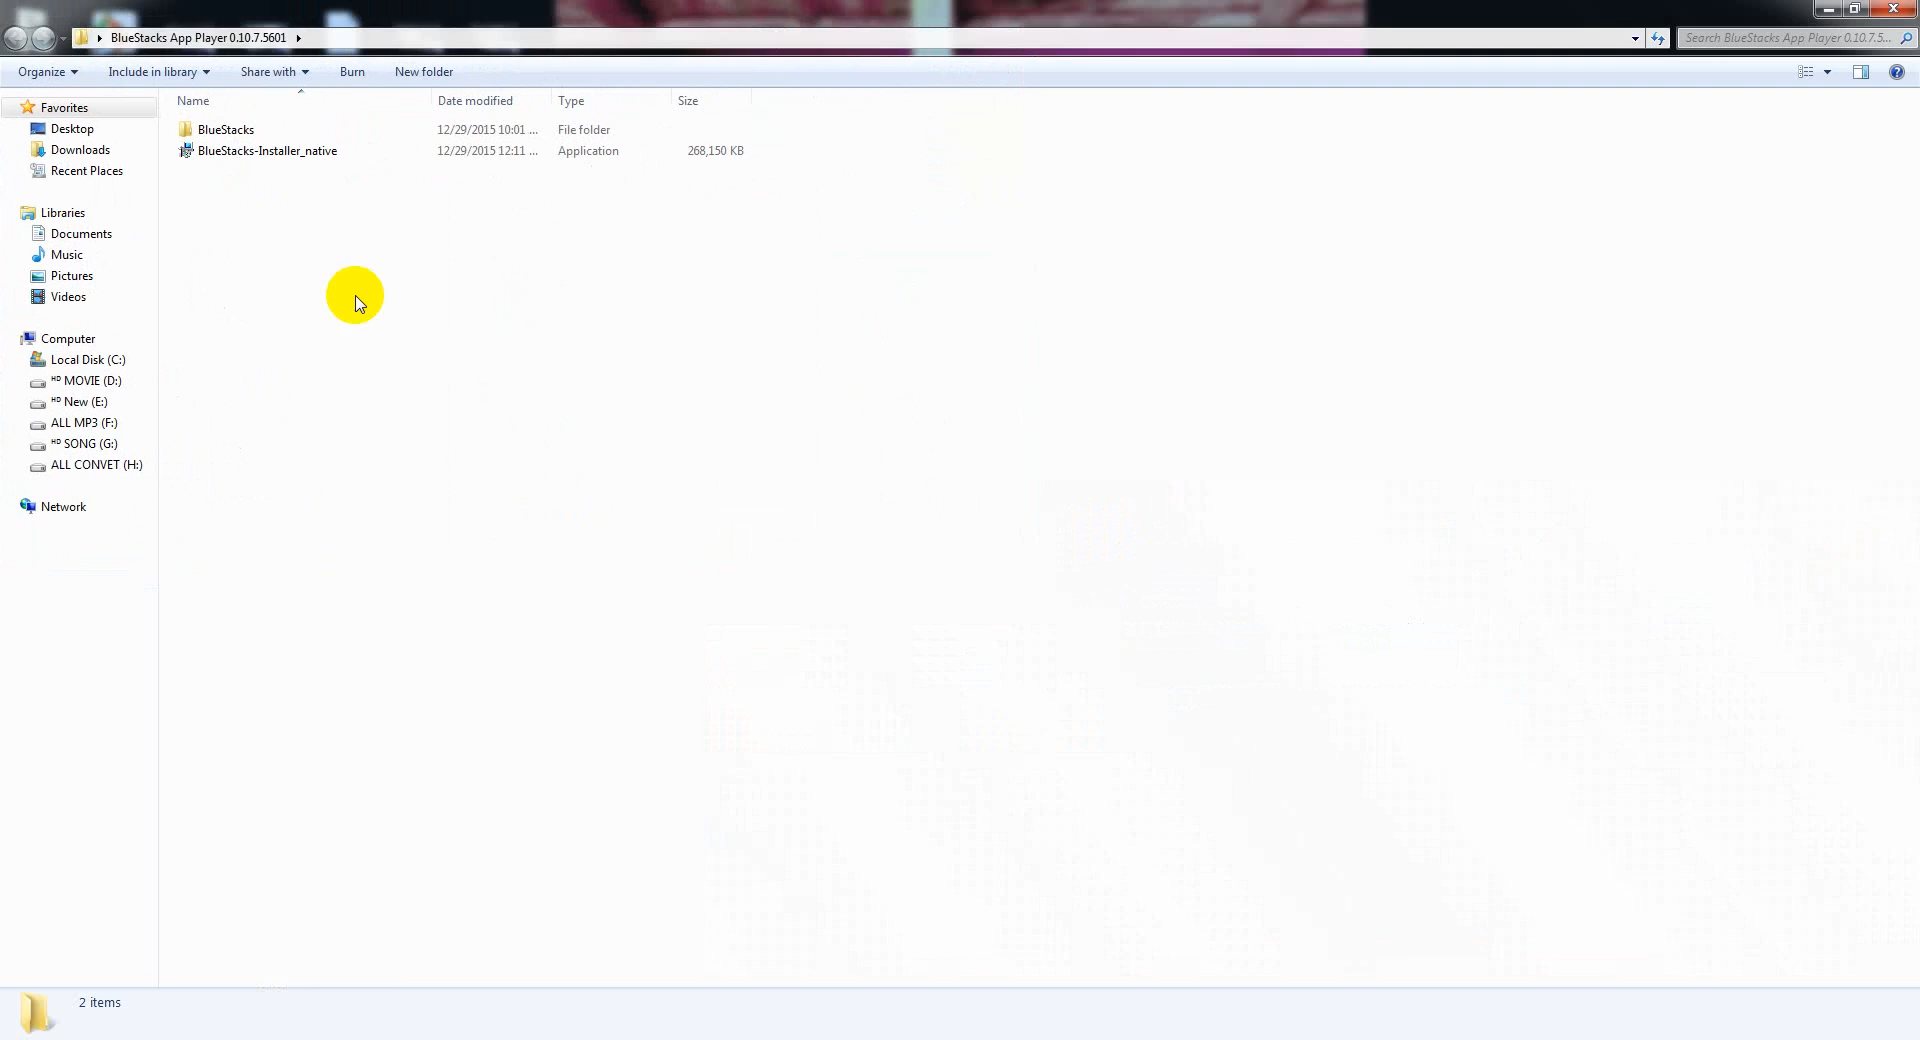 BlueStacks App Player 0.10.7.5601
Search BlueStacks App Player 0.10.7.5...
Organize Include in library Share with Burn New folder
Name Date modified Type Size
BlueStacks 12/29/2015 10:01 ... File folder
BlueStacks-Installer_native 12/29/2015 12:11 ... Application 268,150 KB
Favorites
Desktop
Downloads
Recent Places
Libraries
Documents
Music
Pictures
Videos
Computer
Local Disk (C:)
HD MOVIE (D:)
HD New (E:)
ALL MP3 (F:)
HD SONG (G:)
ALL CONVET (H:)
Network
2 items